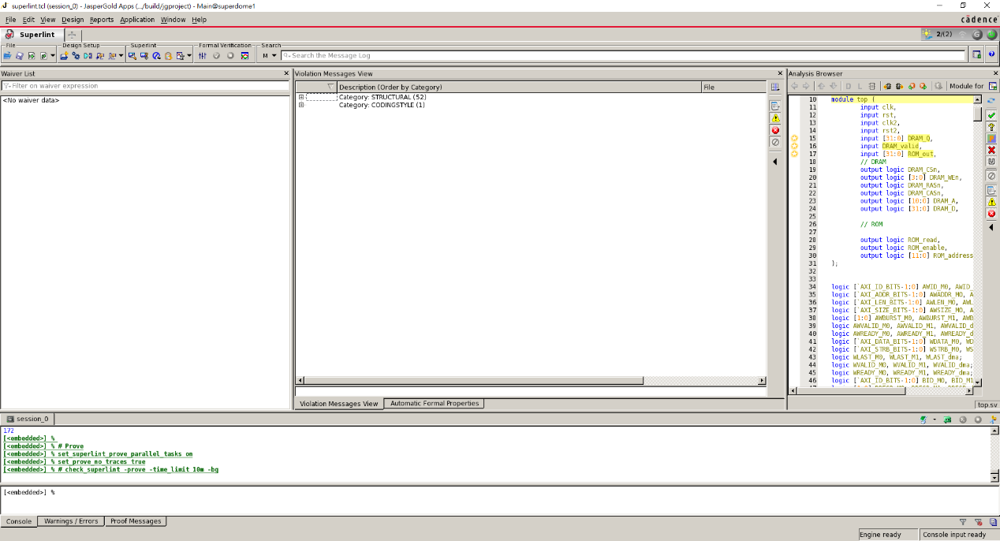 superlint.tcl (session_0) - JasperGold Apps (.../build/jgproject) - Main@superdome1
File Edit View Design Reports Application Window Help
cādence
Superlint
2/(2)
File
Design Setup
Superlint
Formal Verification
Search
M
Search the Message Log
Waiver List
Filter on waiver expression
<No waiver data>
Violation Messages View
Description (Order by Category) File
Category: STRUCTURAL (52)
Category: CODINGSTYLE (1)
Violation Messages View
Automatic Formal Properties
Analysis Browser
Module for
10 module top (
11 input clk,
12 input rst,
13 input clk2,
14 input rst2,
15 input [31:0] DRAM_Q,
16 input DRAM_valid,
17 input [31:0] ROM_out,
18 // DRAM
19 output logic DRAM_CSn,
20 output logic [3:0] DRAM_WEn,
21 output logic DRAM_RASn,
22 output logic DRAM_CASn,
23 output logic [10:0] DRAM_A,
24 output logic [31:0] DRAM_D,
25
26 // ROM
27
28 output logic ROM_read,
29 output logic ROM_enable,
30 output logic [11:0] ROM_address
31 );
32
33
34 logic [`AXI_ID_BITS-1:0] AWID_M0, AWID_
35 logic [`AXI_ADDR_BITS-1:0] AWADDR_M0, A
36 logic [`AXI_LEN_BITS-1:0] AWLEN_M0, AWL
37 logic [`AXI_SIZE_BITS-1:0] AWSIZE_M0, A
38 logic [1:0] AWBURST_M0, AWBURST_M1, AWB
39 logic AWVALID_M0, AWVALID_M1, AWVALID_d
40 logic AWREADY_M0, AWREADY_M1, AWREADY_d
41 logic [`AXI_DATA_BITS-1:0] WDATA_M0, WD
42 logic [`AXI_STRB_BITS-1:0] WSTRB_M0, WS
43 logic WLAST_M0, WLAST_M1, WLAST_dma;
44 logic WVALID_M0, WVALID_M1, WVALID_dma;
45 logic WREADY_M0, WREADY_M1, WREADY_dma;
46 logic [`AXI_ID_BITS-1:0] BID_M0, BID_M1
top.sv
session_0
172
[<embedded>] %
[<embedded>] % # Prove
[<embedded>] % set_superlint_prove_parallel_tasks on
[<embedded>] % set_prove_no_traces true
[<embedded>] % # check_superlint -prove -time_limit 10m -bg
[<embedded>] %
Console
Warnings / Errors
Proof Messages
Engine ready
Console input ready